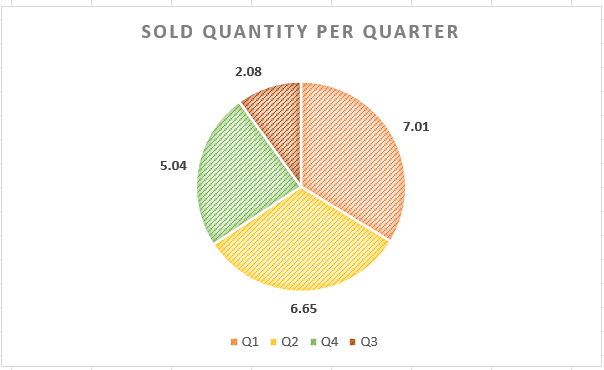 SOLD QUANTITY PER QUARTER
2.08
7.01
5.04
6.65
Q1 Q2 Q4 Q3